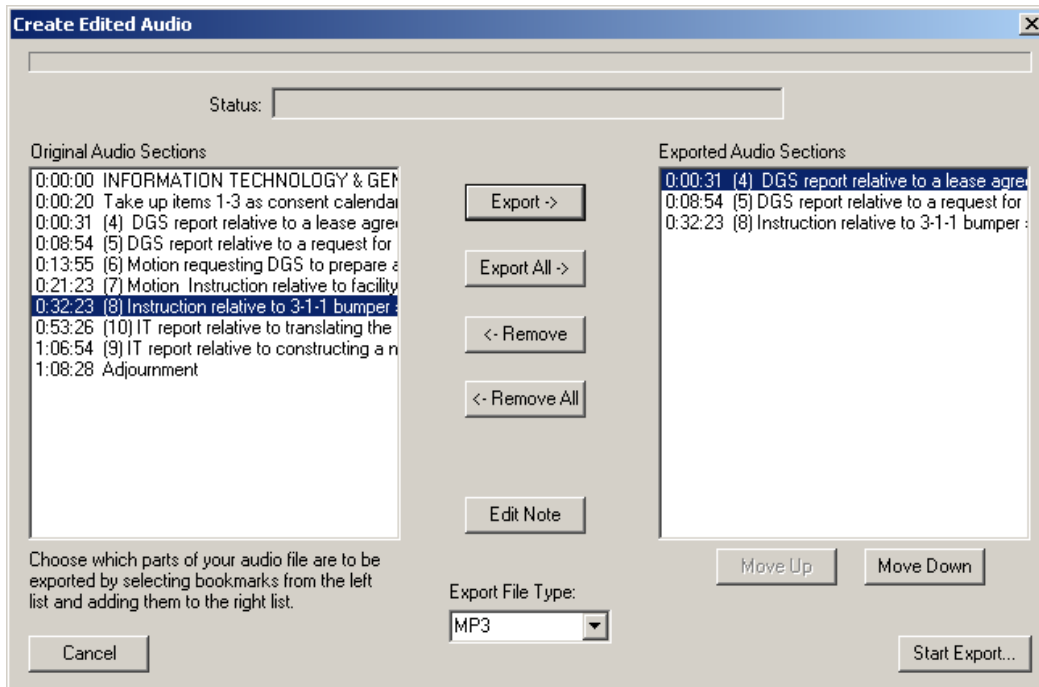 Create Edited Audio
Status:
Original Audio Sections
0:00:00 INFORMATION TECHNOLOGY & GEN
0:00:20 Take up items 1-3 as consent calenda
0:00:31 (4) DGS report relative to a lease agre
0:08:54 (5) DGS report relative to a request for
0:13:55 (6) Motion requesting DGS to prepare a
0:21:23 (7) Motion Instruction relative to facility
0:32:23 (8) Instruction relative to 3-1-1 bumper
0:53:26 (10) IT report relative to translating the
1:06:54 (9) IT report relative to constructing a n
1:08:28 Adjournment
Choose which parts of your audio file are to be
exported by selecting bookmarks from the left
list and adding them to the right list.
Cancel
Export ->
Export All ->
<- Remove
<- Remove All
Edit Note
Export File Type:
MP3
Exported Audio Sections
0:00:31 (4) DGS report relative to a lease agre
0:08:54 (5) DGS report relative to a request for
0:32:23 (8) Instruction relative to 3-1-1 bumper
Move Up
Move Down
Start Export...